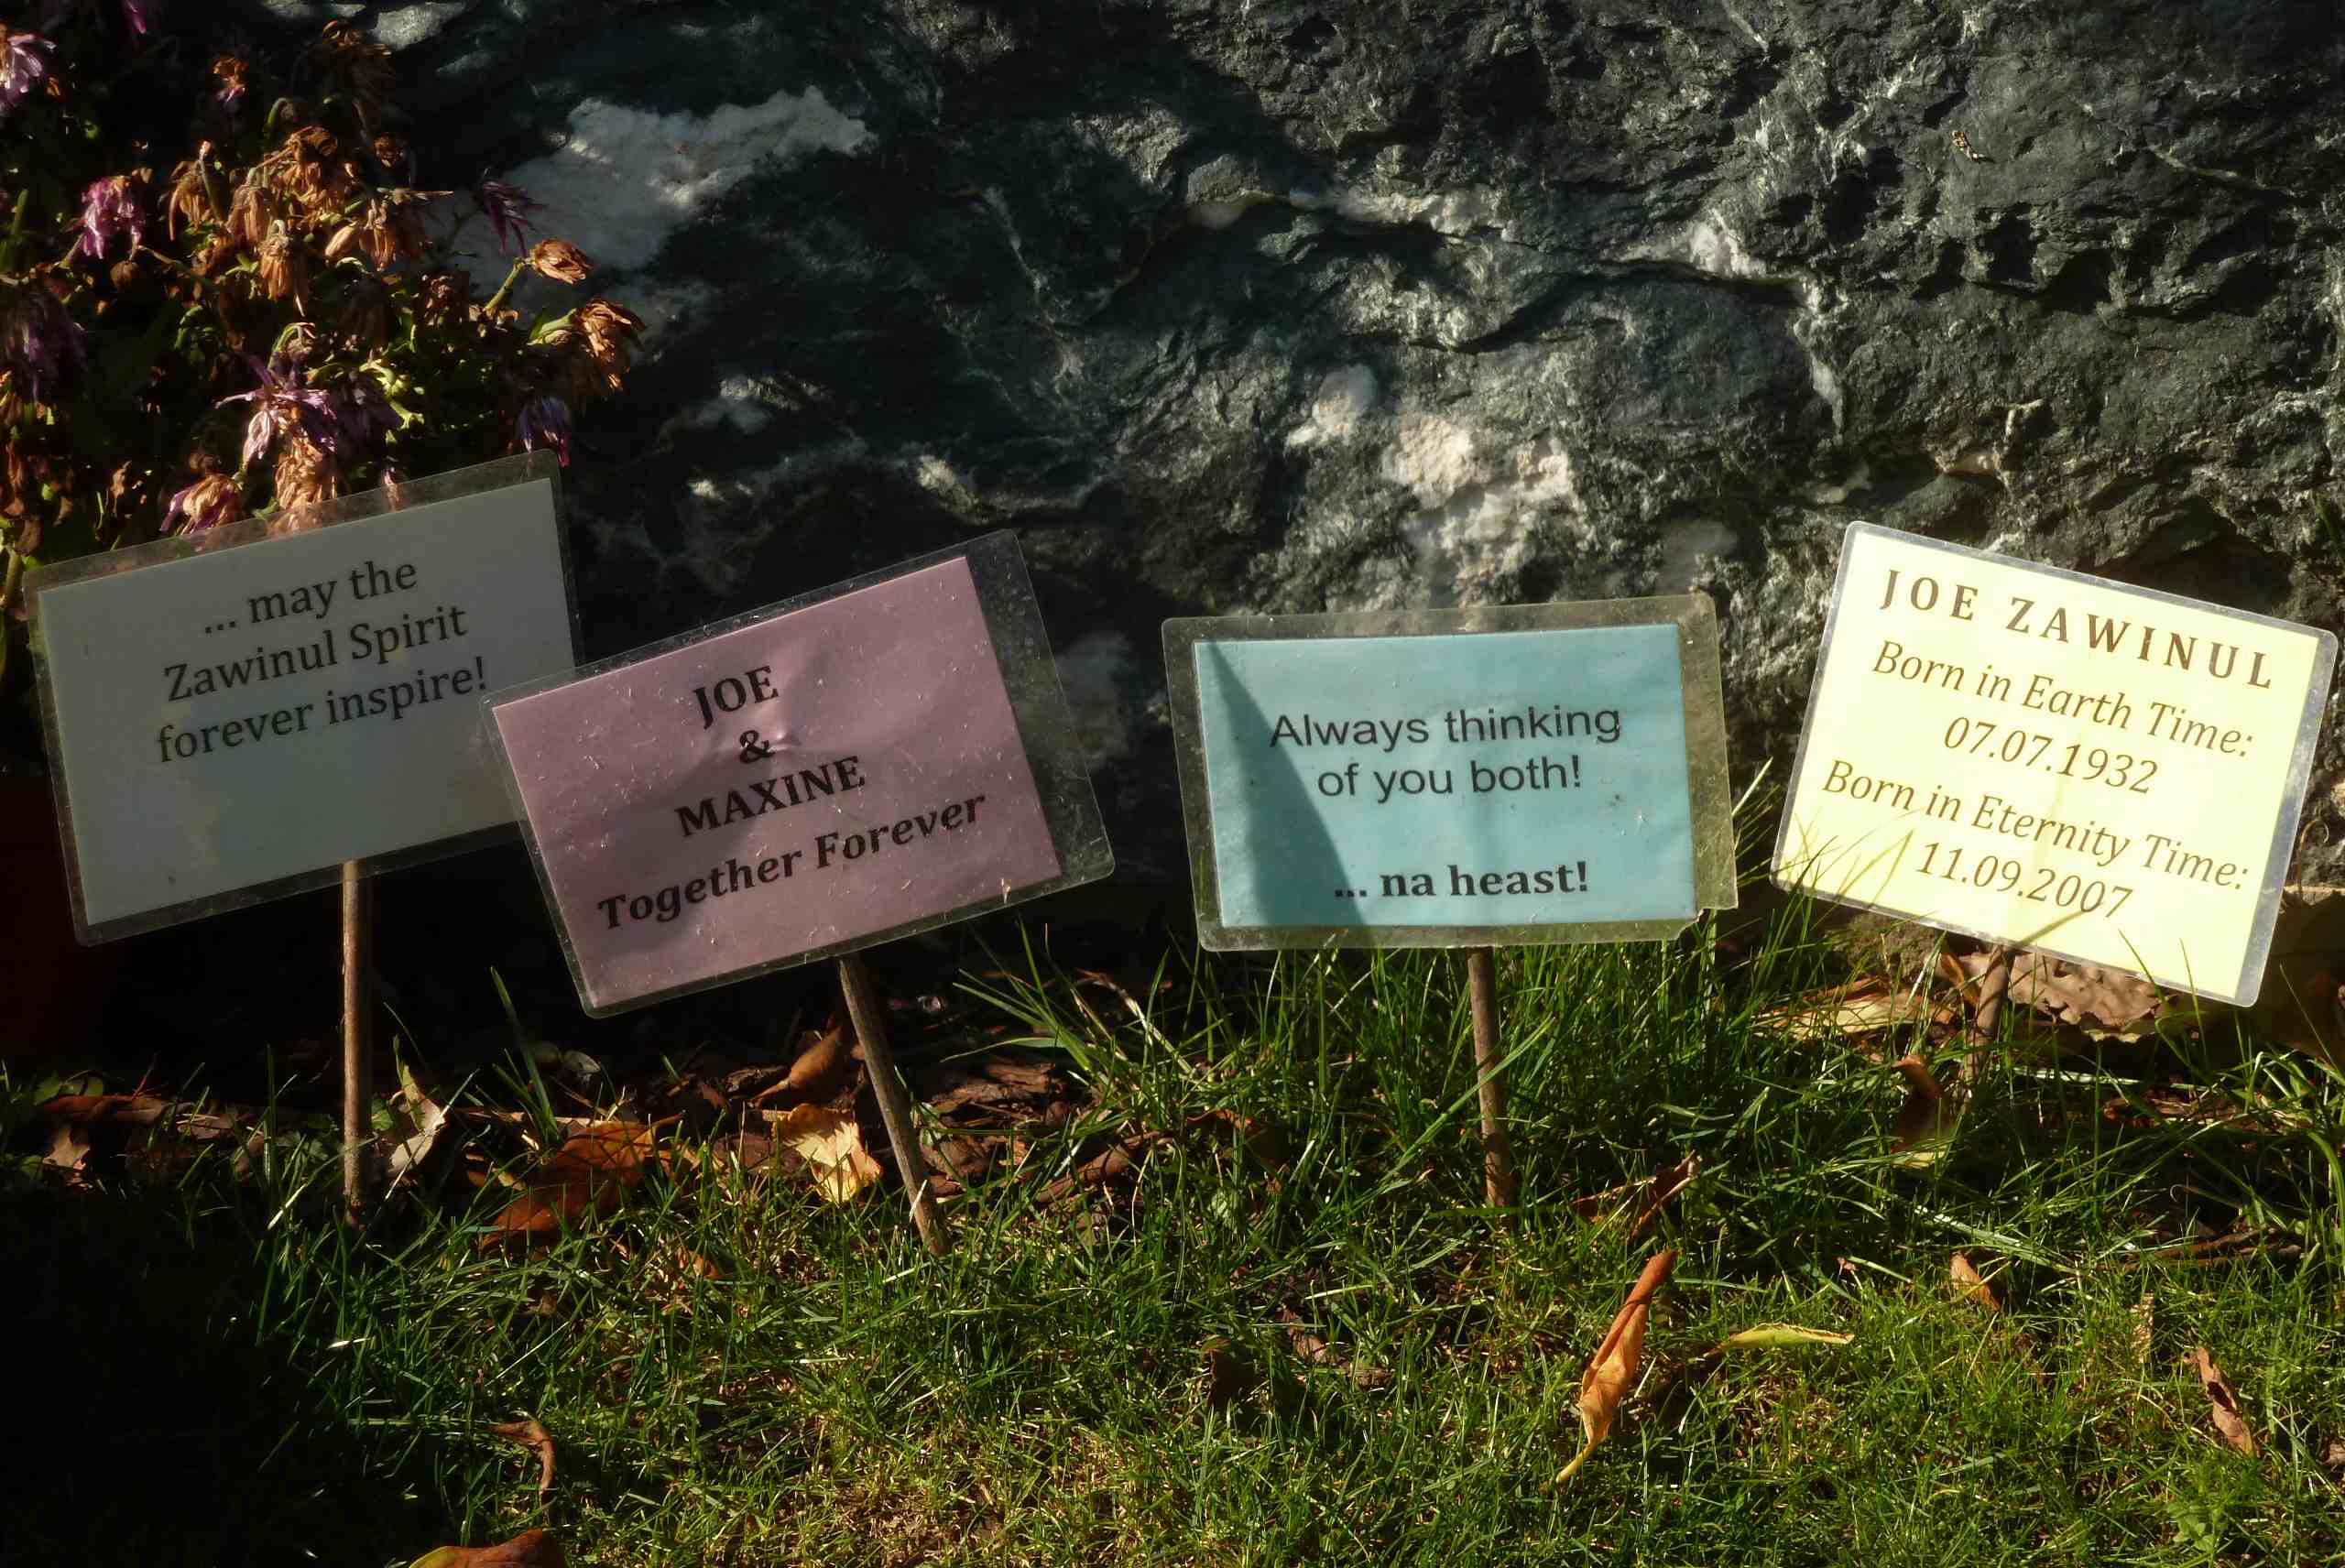 ... may the
Zawinul Spirit
forever inspire!
JOE
&
MAXINE
Together Forever
Always thinking
of you both!
... na heast!
JOE ZAWINUL
Born in Earth Time:
07.07.1932
Born in Eternity Time:
11.09.2007